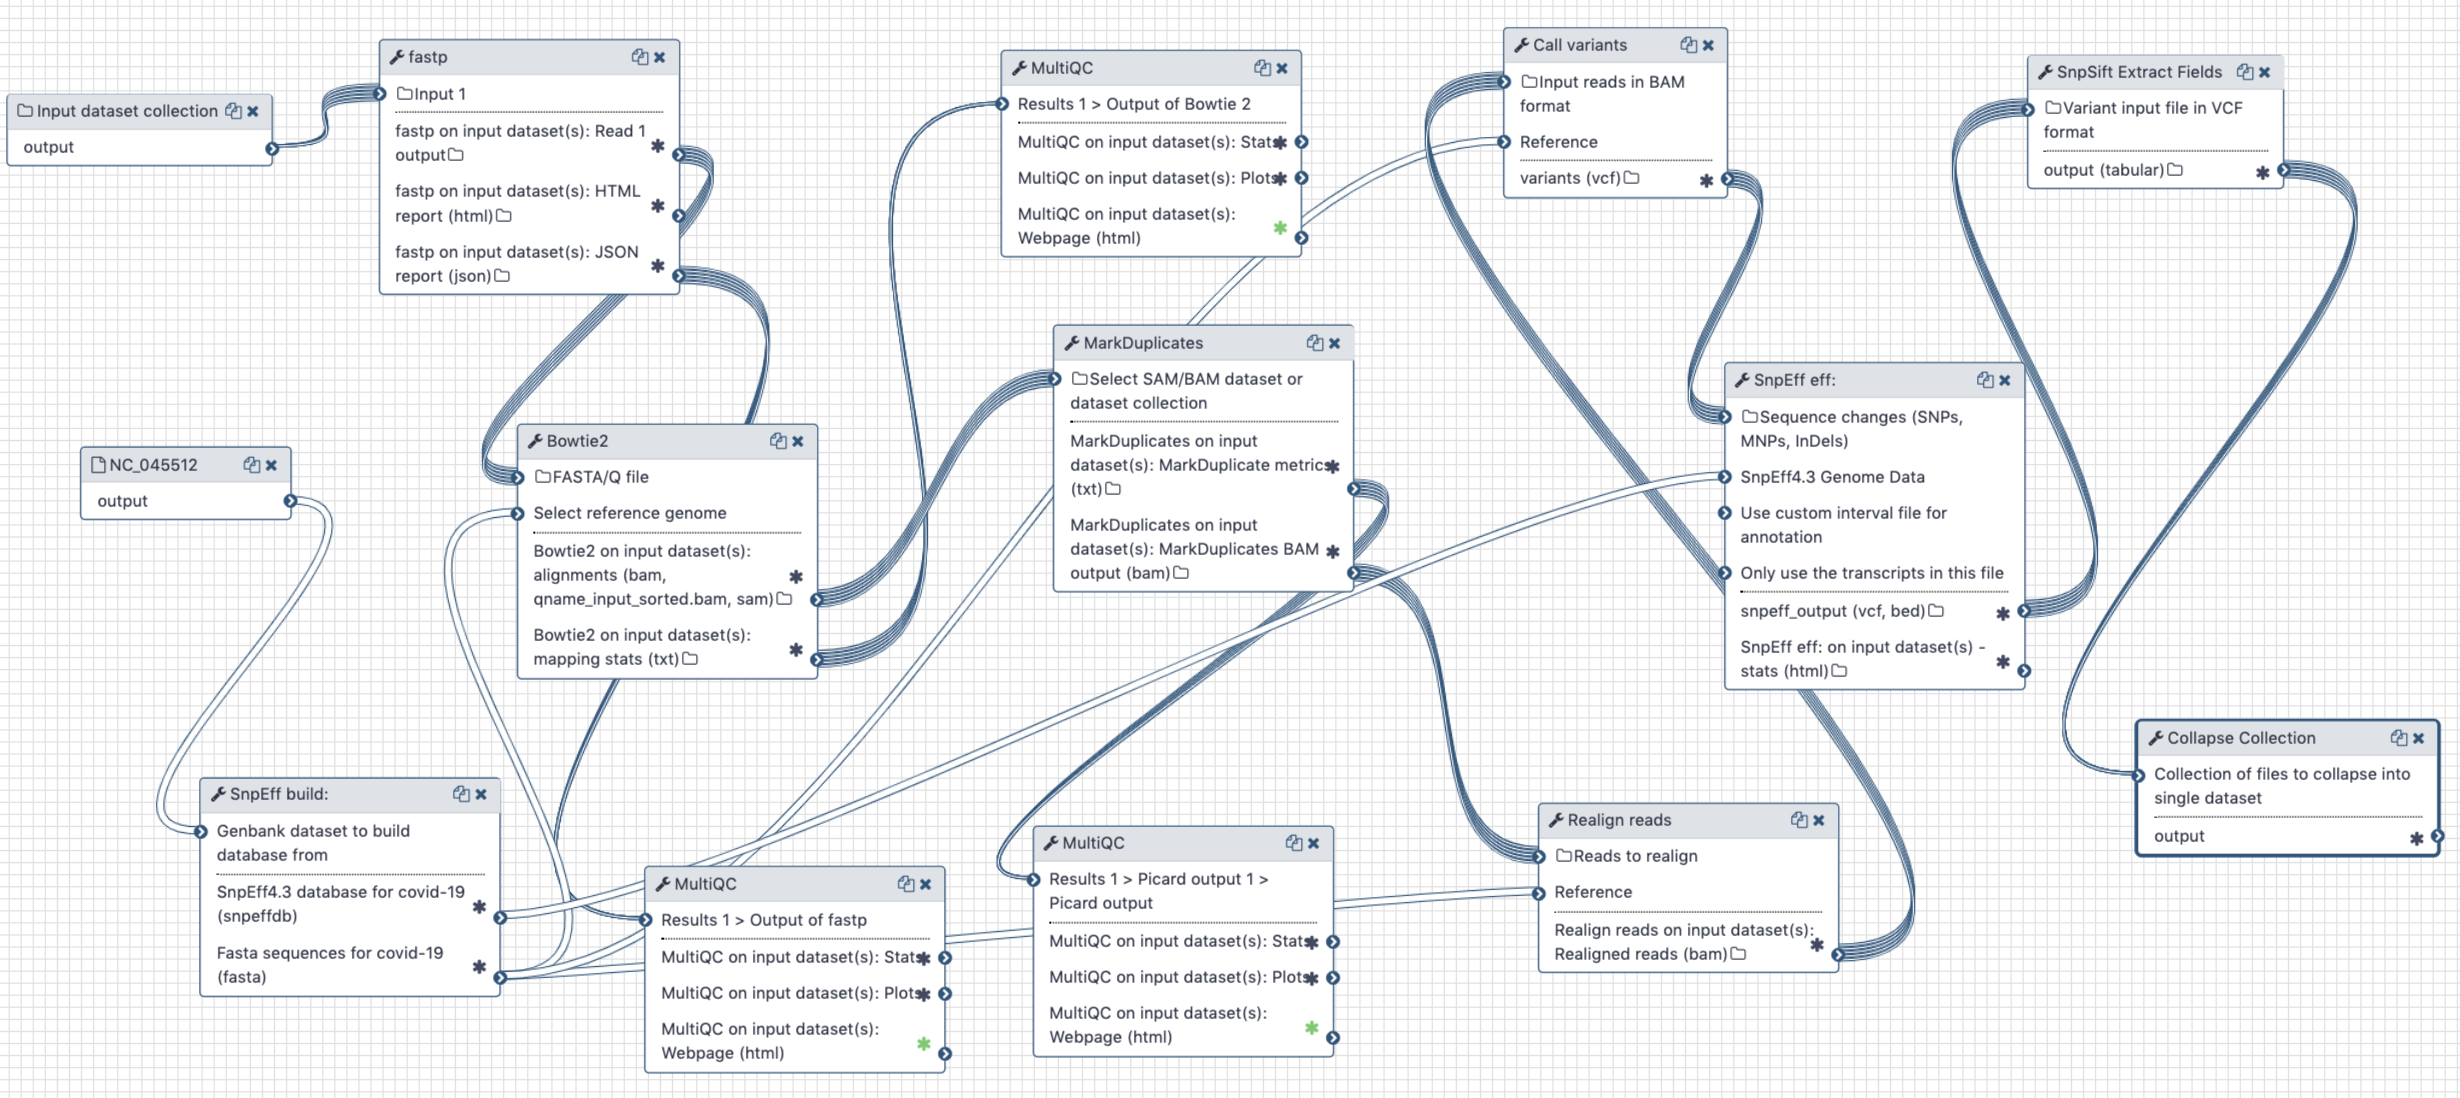 Input dataset collection
output
fastp
Input 1
fastp on input dataset(s): Read 1
output
fastp on input dataset(s): HTML
report (html)
fastp on input dataset(s): JSON
report (json)
NC_045512
output
Bowtie2
FASTA/Q file
Select reference genome
Bowtie2 on input dataset(s):
alignments (bam,
qname_input_sorted.bam, sam)
Bowtie2 on input dataset(s):
mapping stats (txt)
SnpEff build:
Genbank dataset to build
database from
SnpEff4.3 database for covid-19
(snpeffdb)
Fasta sequences for covid-19
(fasta)
MultiQC
Results 1 > Output of fastp
MultiQC on input dataset(s): Stats
MultiQC on input dataset(s): Plots
MultiQC on input dataset(s):
Webpage (html)
MultiQC
Results 1 > Output of Bowtie 2
MultiQC on input dataset(s): Stats
MultiQC on input dataset(s): Plots
MultiQC on input dataset(s):
Webpage (html)
MarkDuplicates
Select SAM/BAM dataset or
dataset collection
MarkDuplicates on input
dataset(s): MarkDuplicate metrics
(txt)
MarkDuplicates on input
dataset(s): MarkDuplicates BAM
output (bam)
MultiQC
Results 1 > Picard output 1 >
Picard output
MultiQC on input dataset(s): Stats
MultiQC on input dataset(s): Plots
MultiQC on input dataset(s):
Webpage (html)
Call variants
Input reads in BAM
format
Reference
variants (vcf)
Realign reads
Reads to realign
Reference
Realign reads on input dataset(s):
Realigned reads (bam)
SnpEff eff:
Sequence changes (SNPs,
MNPs, InDels)
SnpEff4.3 Genome Data
Use custom interval file for
annotation
Only use the transcripts in this file
snpeff_output (vcf, bed)
SnpEff eff: on input dataset(s) -
stats (html)
SnpSift Extract Fields
Variant input file in VCF
format
output (tabular)
Collapse Collection
Collection of files to collapse into
single dataset
output